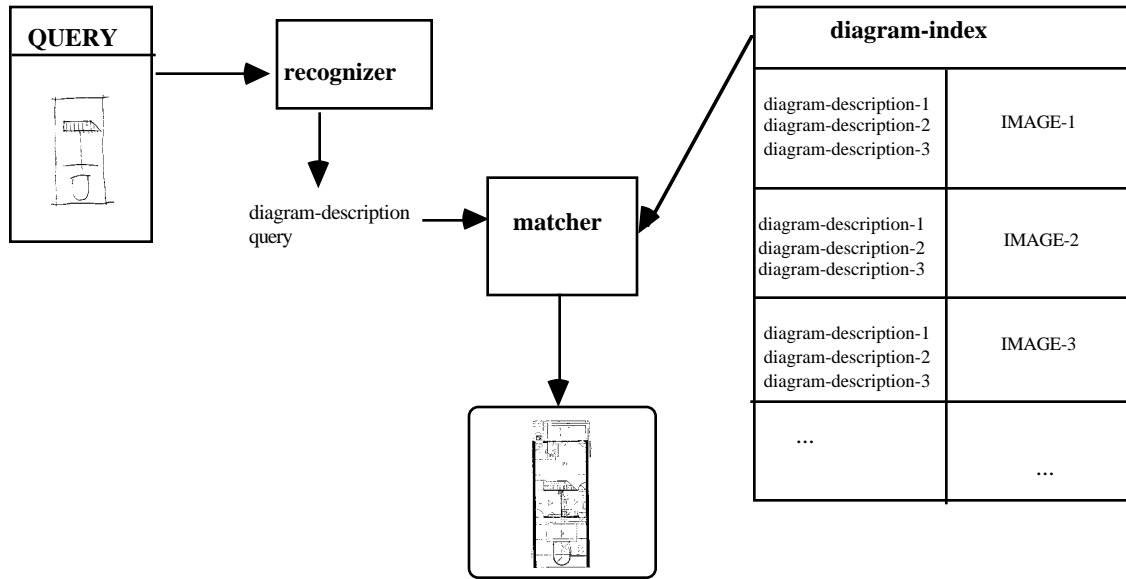 QUERY
recognizer
diagram-description
query
matcher
diagram-index
diagram-description-1
diagram-description-2
diagram-description-3
IMAGE-1
diagram-description-1
diagram-description-2
diagram-description-3
IMAGE-2
diagram-description-1
diagram-description-2
diagram-description-3
IMAGE-3
...
...